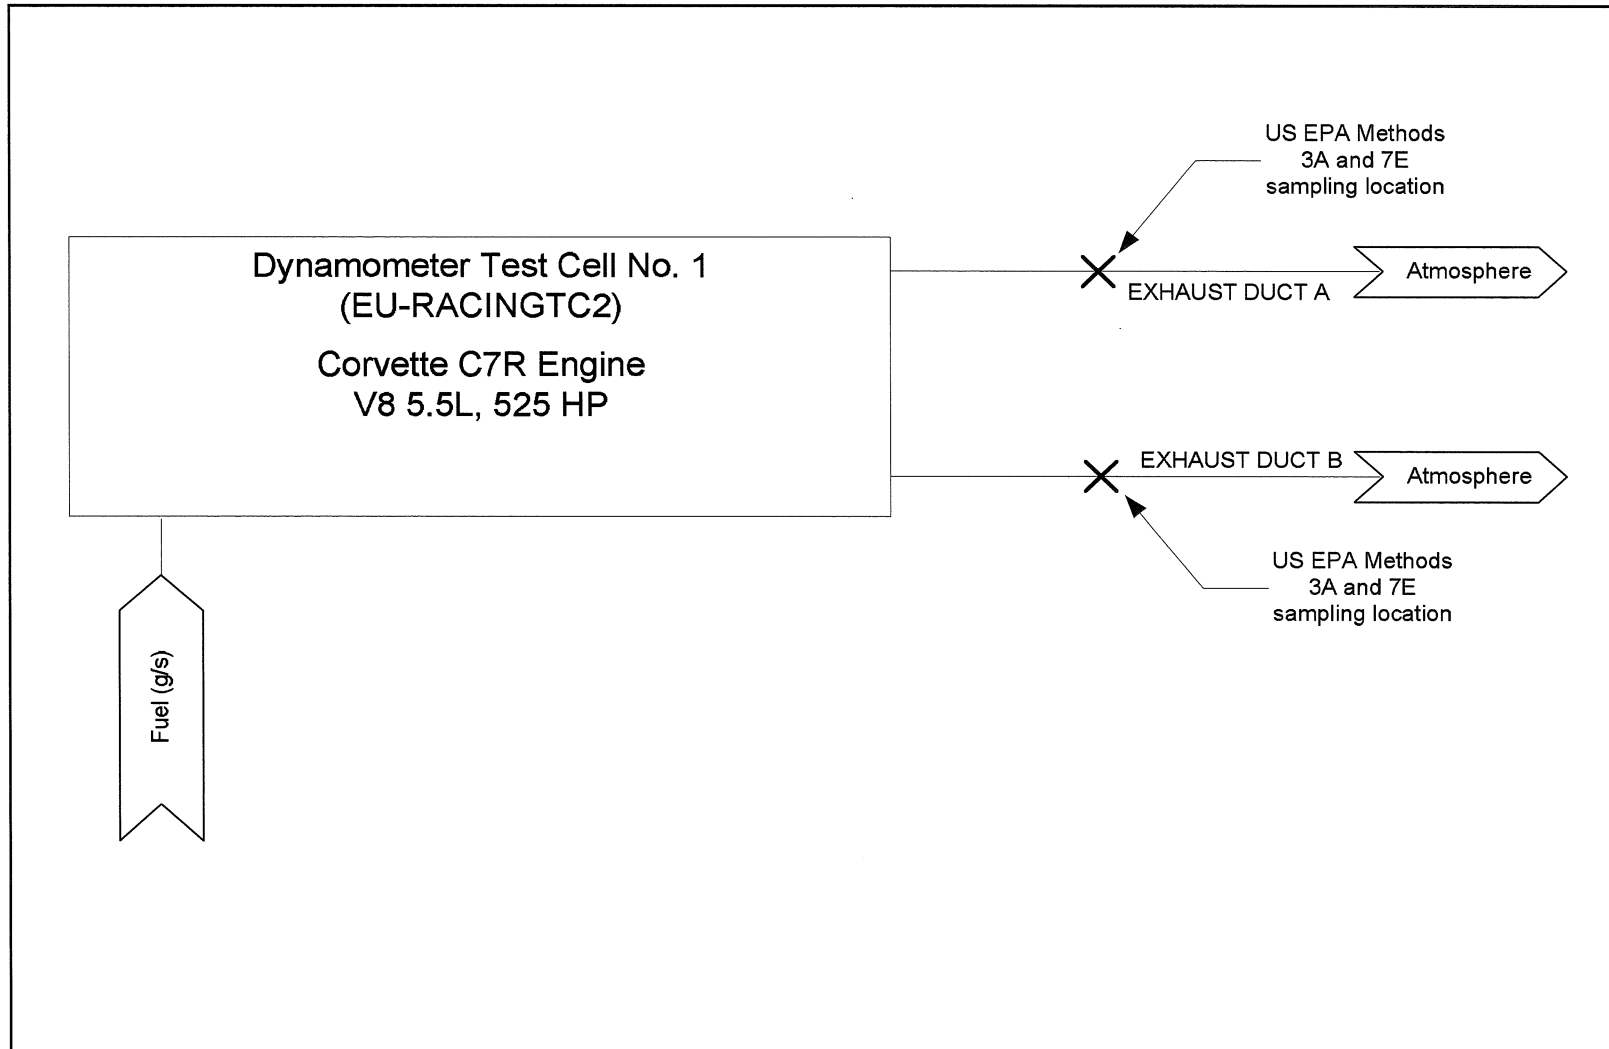 US EPA Methods
3A and 7E
sampling location
Dynamometer Test Cell No. 1
(EU-RACINGTC2)
Corvette C7R Engine
V8 5.5L, 525 HP
Atmosphere
EXHAUST DUCT A
EXHAUST DUCT B
Atmosphere
US EPA Methods
3A and 7E
sampling location
Fuel (g/s)